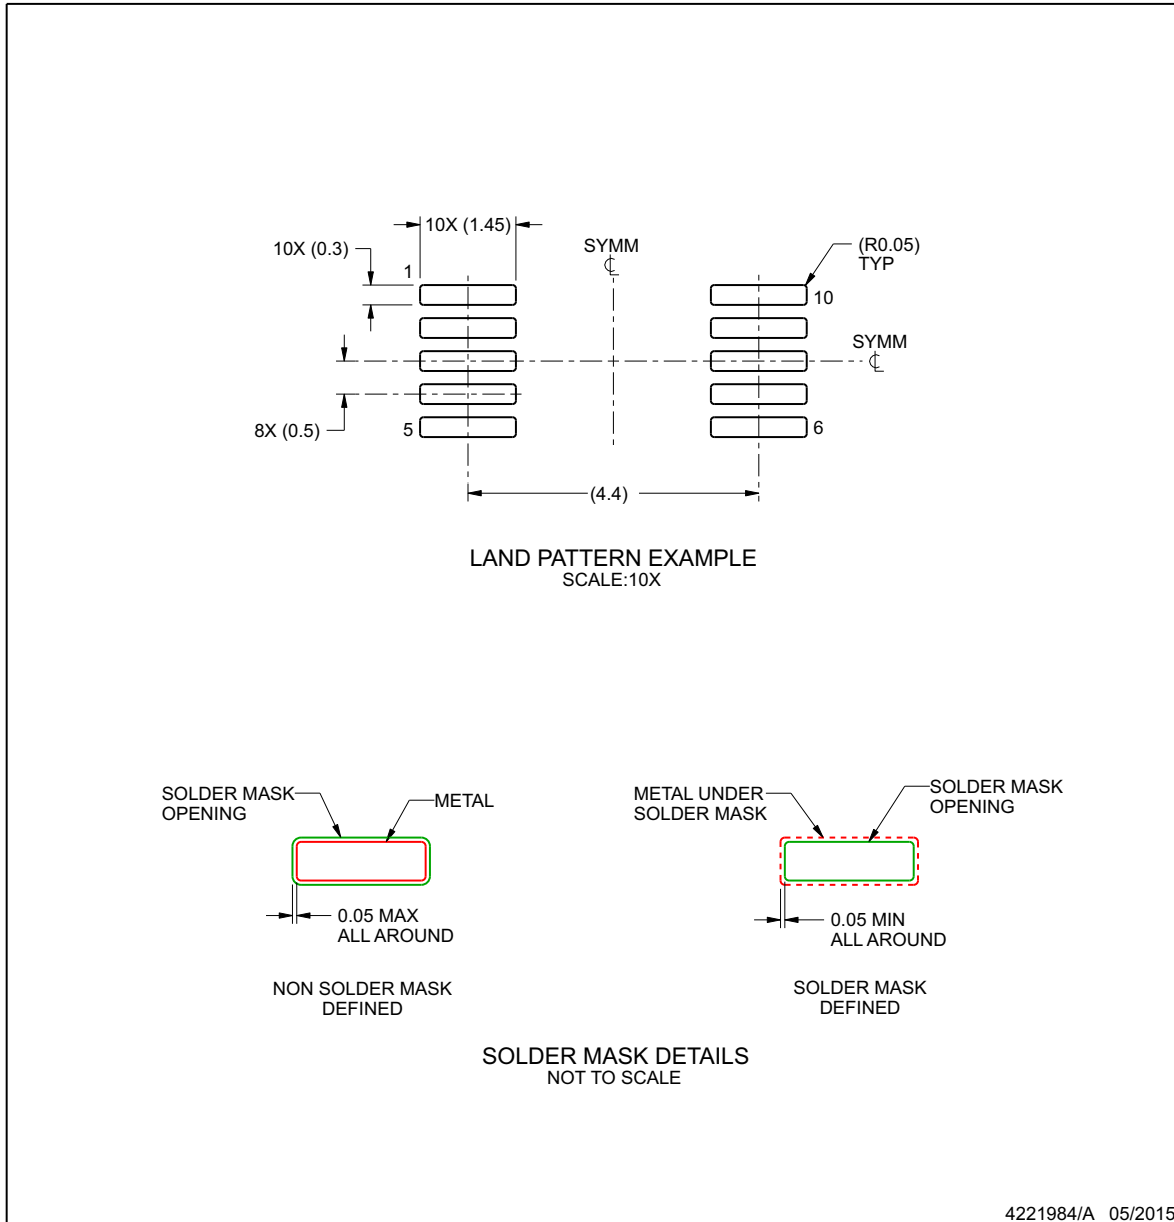 10X (1.45)
10X (0.3)
1
SYMM
℄
(R0.05)
TYP
10
SYMM
℄
8X (0.5)
5
6
(4.4)
LAND PATTERN EXAMPLE
SCALE:10X
SOLDER MASK
OPENING
METAL
0.05 MAX
ALL AROUND
NON SOLDER MASK
DEFINED
METAL UNDER
SOLDER MASK
SOLDER MASK
OPENING
0.05 MIN
ALL AROUND
SOLDER MASK
DEFINED
SOLDER MASK DETAILS
NOT TO SCALE
4221984/A 05/2015